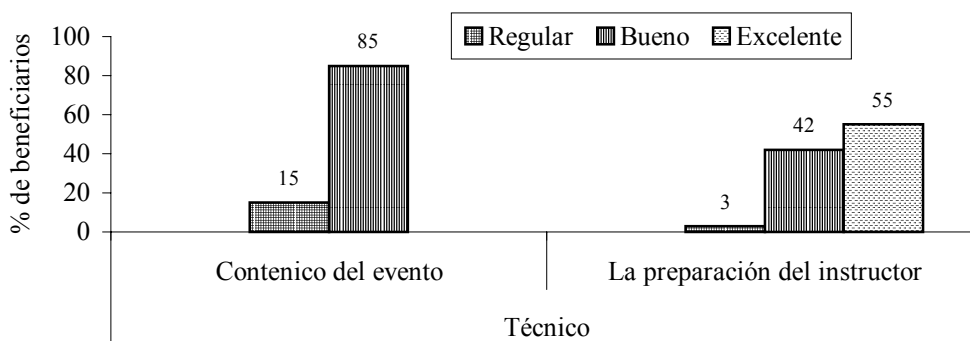 % de beneficiarios
100
80
60
40
20
0
Regular Bueno Excelente
15
85
3
42
55
Contenico del evento
La preparación del instructor
Técnico